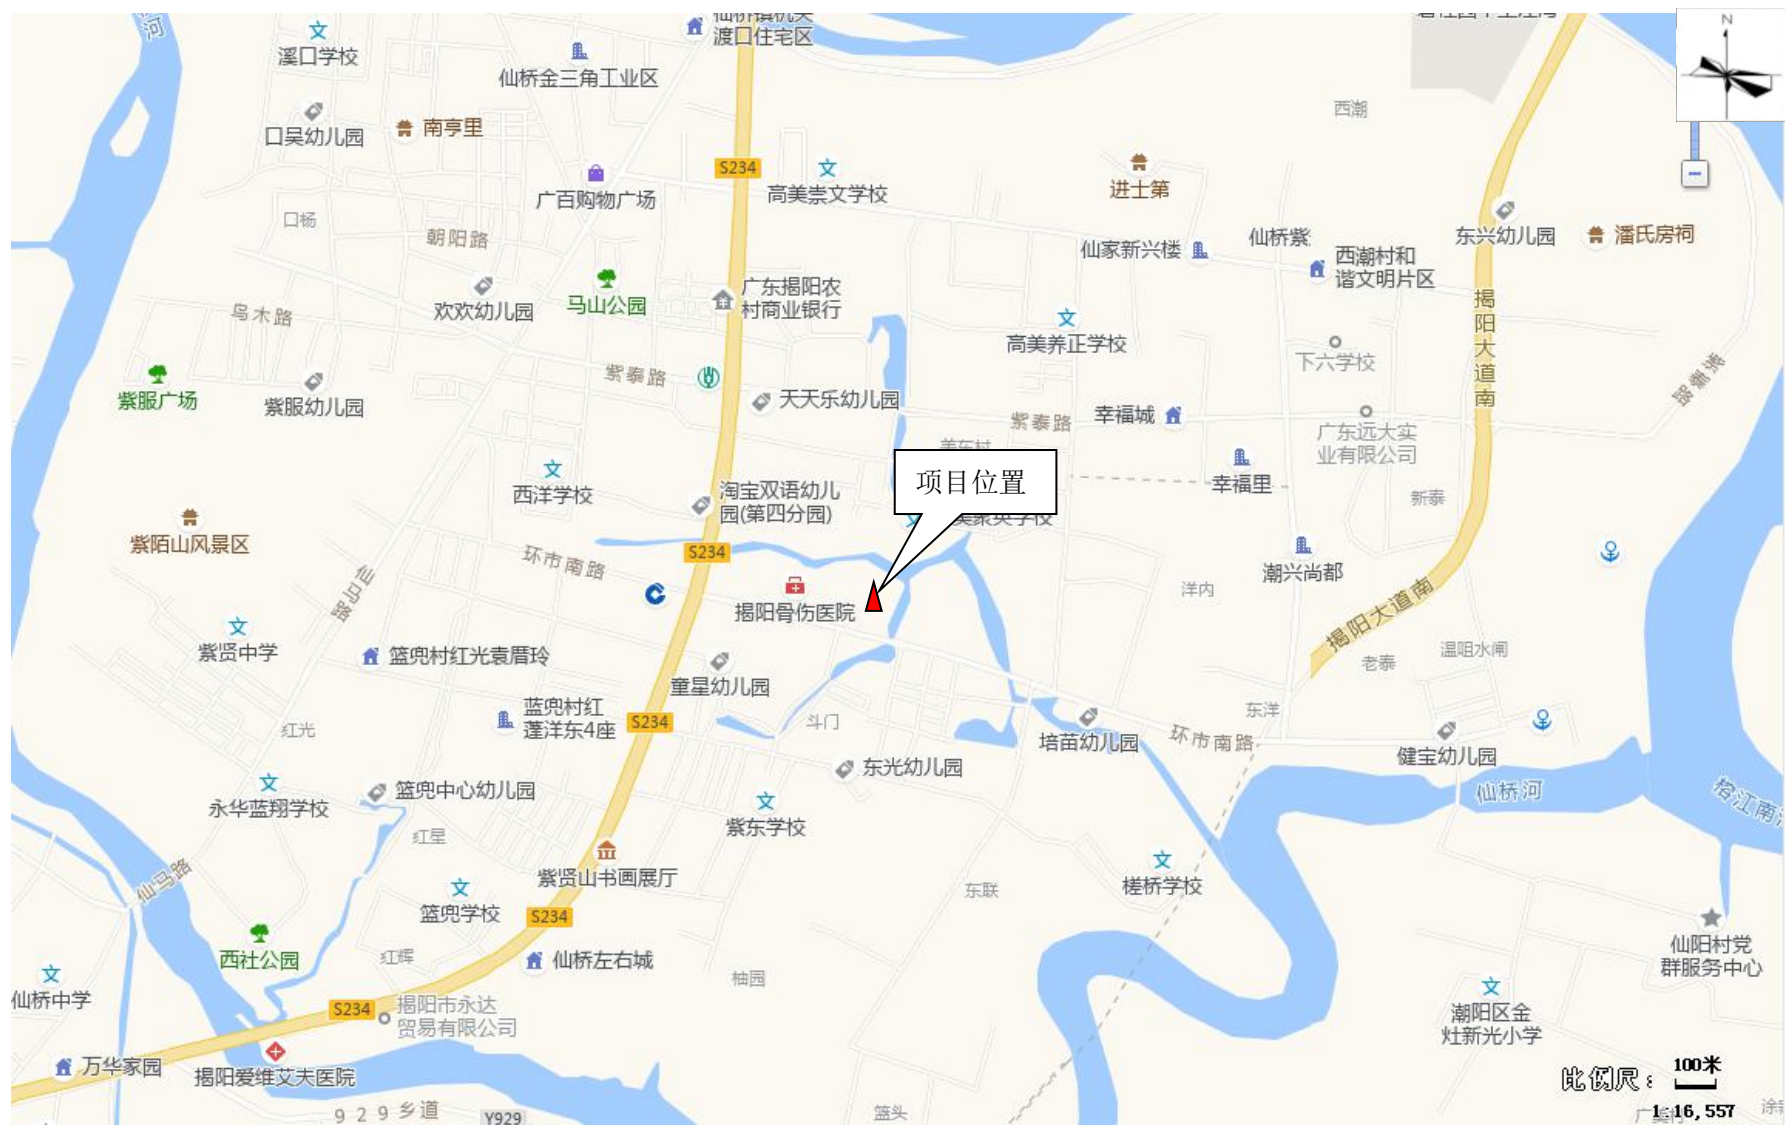 河
溪口学校
仙桥镇机关
渡口住宅区
仙桥金三角工业区
N
口吴幼儿园
南亨里
西潮
S234
广百购物广场
高美崇文学校
进士第
口杨
朝阳路
仙家新兴楼
仙桥紫
西潮村和
谐文明片区
东兴幼儿园
潘氏房祠
欢欢幼儿园
马山公园
广东揭阳农
村商业银行
乌木路
高美养正学校
揭阳大道南
下六学校
紫泰路
紫服广场
紫服幼儿园
天天乐幼儿园
紫泰路
幸福城
广东远大实
业有限公司
西洋学校
淘宝双语幼儿
园(第四分园)
项目位置
幸福里
新泰
紫陌山风景区
环市南路
S234
潮兴尚都
揭阳骨伤医院
洋内
揭阳大道南
紫贤中学
篮兜村红光袁厝玲
童星幼儿园
老泰
温咀水闸
红光
蓝兜村红
蓬洋东4座
S234
斗门
培苗幼儿园
环市南路
东洋
健宝幼儿园
永华蓝翔学校
篮兜中心幼儿园
东光幼儿园
仙桥河
榕江南河
红星
紫东学校
仙马路
紫贤山书画展厅
篮兜学校
S234
东联
槎桥学校
西社公园
红辉
仙桥左右城
柚园
仙阳村党
群服务中心
仙桥中学
S234
揭阳市永达
贸易有限公司
潮阳区金
灶新光小学
万华家园
揭阳爱维艾夫医院
929乡道
Y929
篮头
比例尺：
100米
1:16,557